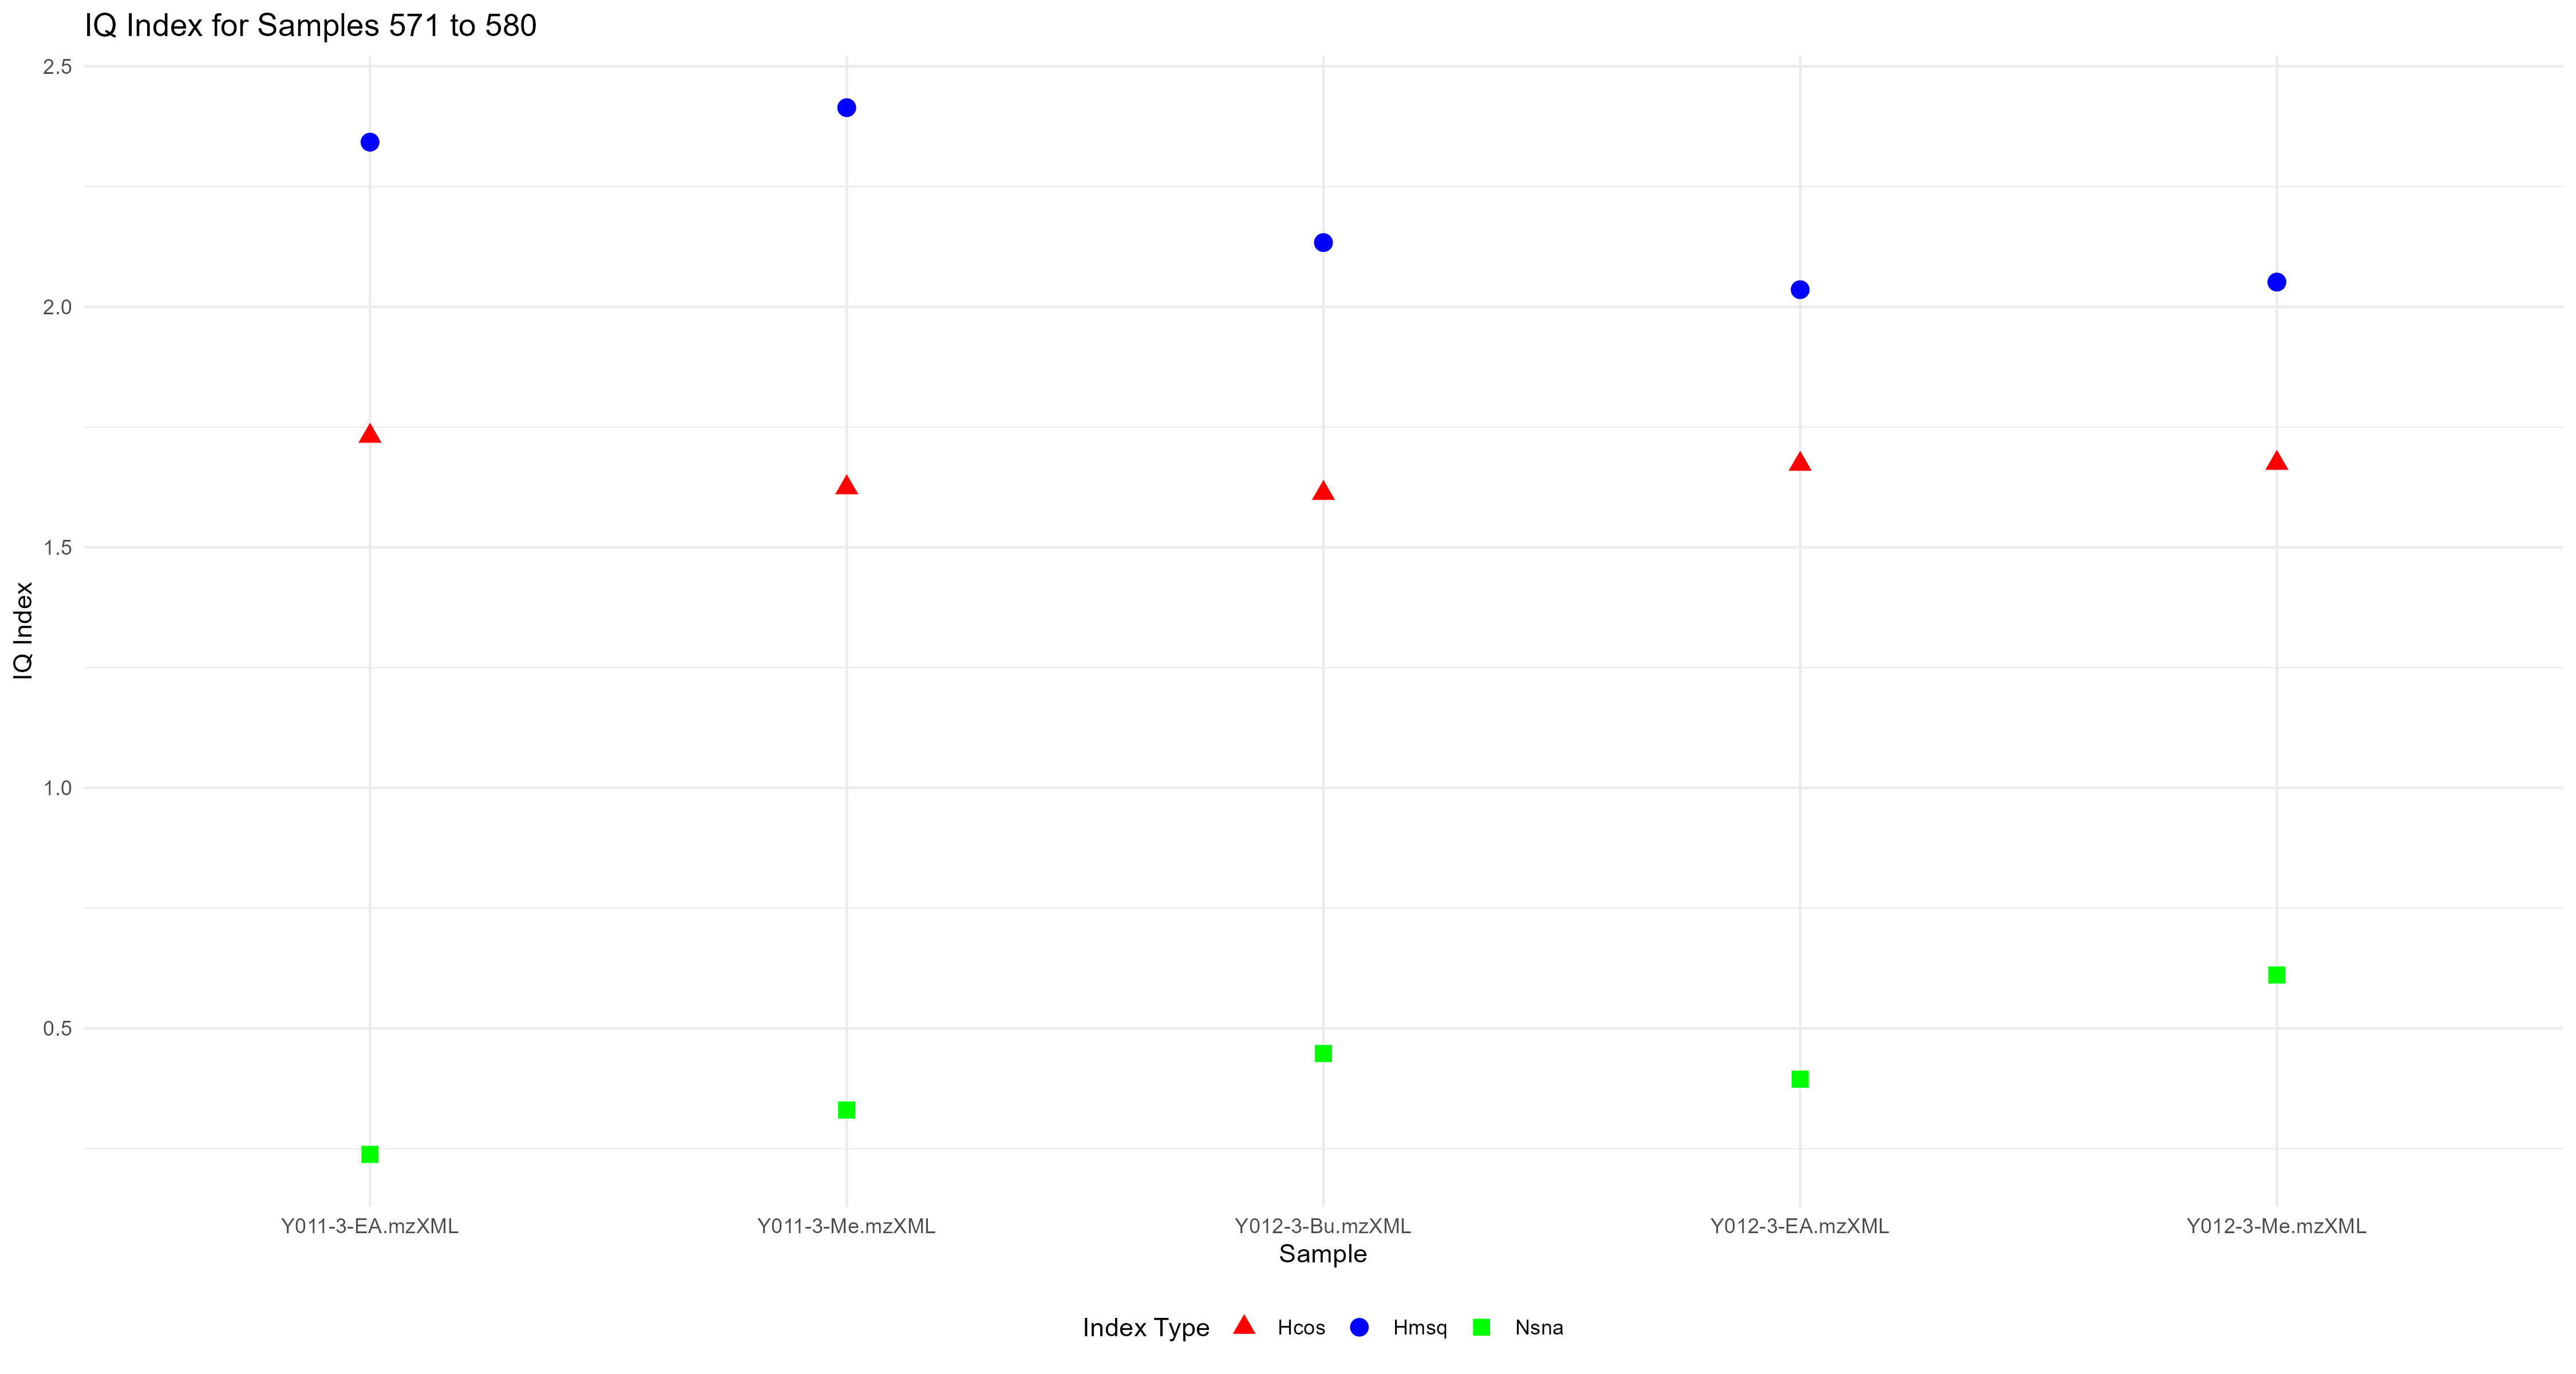 IQ Index for Samples 571 to 580
2.5
2.0
1.5
1.0
0.5
IQ Index
Y011-3-EA.mzXML Y011-3-Me.mzXML Y012-3-Bu.mzXML Y012-3-EA.mzXML Y012-3-Me.mzXML
Sample
Index Type Hcos Hmsq Nsna